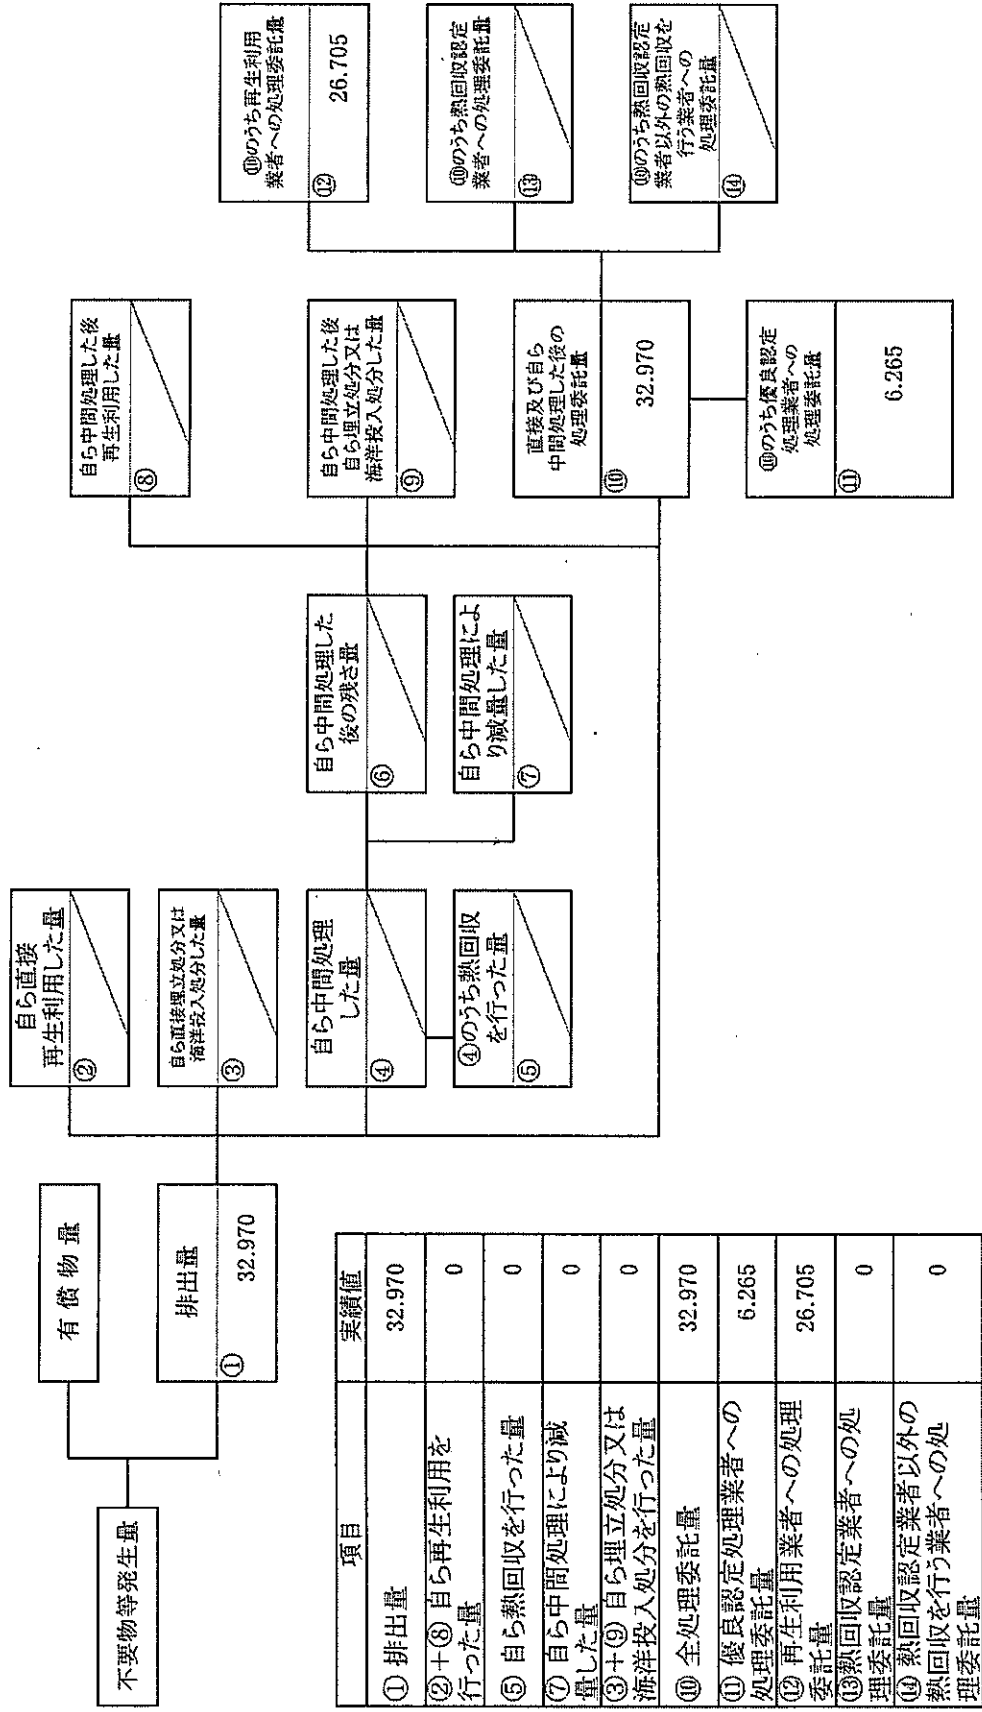 不要物等発生量
有償物量
排出量
①
32.970
自ら直接
再生利用した量
②
自ら直接埋立処分又は
海洋投入処分した量
③
自ら中間処理
した量
④
④のうち熱回収
を行った量
⑤
自ら中間処理した
後の残さ量
⑥
自ら中間処理によ
り減量した量
⑦
自ら中間処理した後
再生利用した量
⑧
自ら中間処理した後
自ら埋立処分又は
海洋投入処分した量
⑨
直接及び自ら
中間処理した後の
処理委託量
⑩
32.970
⑩のうち優良認定
処理業者への
処理委託量
⑪
6.265
⑩のうち再生利用
業者への処理委託量
⑫
26.705
⑩のうち熱回収認定
業者への処理委託量
⑬
⑩のうち熱回収認定
業者以外の熱回収を
行う業者への
処理委託量
⑭
項目 実績値
① 排出量 32.970
②+⑧ 自ら再生利用を
行った量 0
⑤ 自ら熱回収を行った量 0
⑦ 自ら中間処理により減
量した量 0
③+⑨ 自ら埋立処分又は
海洋投入処分を行った量 0
⑩ 全処理委託量 32.970
⑪ 優良認定処理業者への
処理委託量 6.265
⑫ 再生利用業者への処理
委託量 26.705
⑬熱回収認定業者への処
理委託量 0
⑭ 熱回収認定業者以外の
熱回収を行う業者への処
理委託量 0